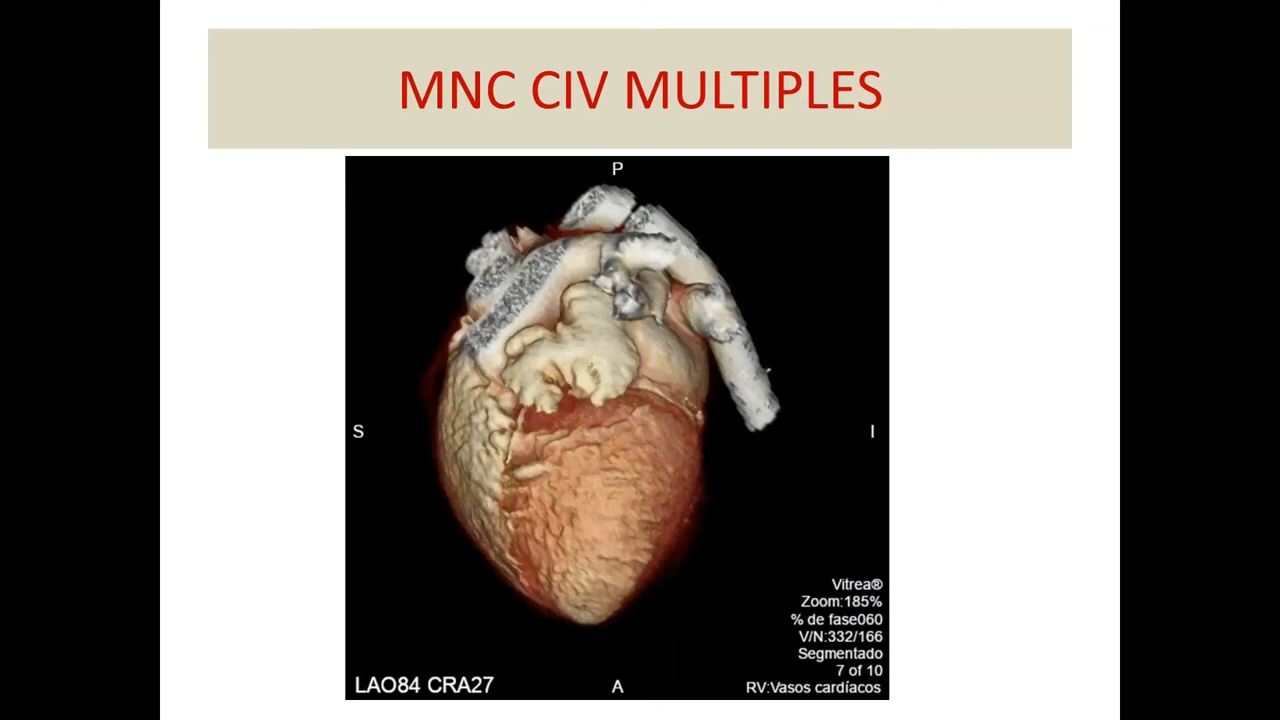 MNC CIV MULTIPLES
P
S
I
Vitrea®
Zoom:185%
% de fase060
V/N:332/166
Segmentado
7 of 10
LAO84 CRA27
A
RV:Vasos cardíacos